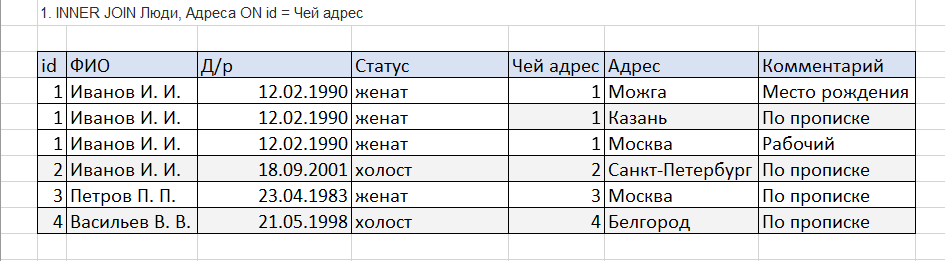 1. INNER JOIN Люди, Адреса ON id = Чей адрес
id ФИО Д/р Статус Чей адрес Адрес Комментарий
1 Иванов И. И. 12.02.1990 женат 1 Можга Место рождения
1 Иванов И. И. 12.02.1990 женат 1 Казань По прописке
1 Иванов И. И. 12.02.1990 женат 1 Москва Рабочий
2 Иванов И. И. 18.09.2001 холост 2 Санкт-Петербург По прописке
3 Петров П. П. 23.04.1983 женат 3 Москва По прописке
4 Васильев В. В. 21.05.1998 холост 4 Белгород По прописке